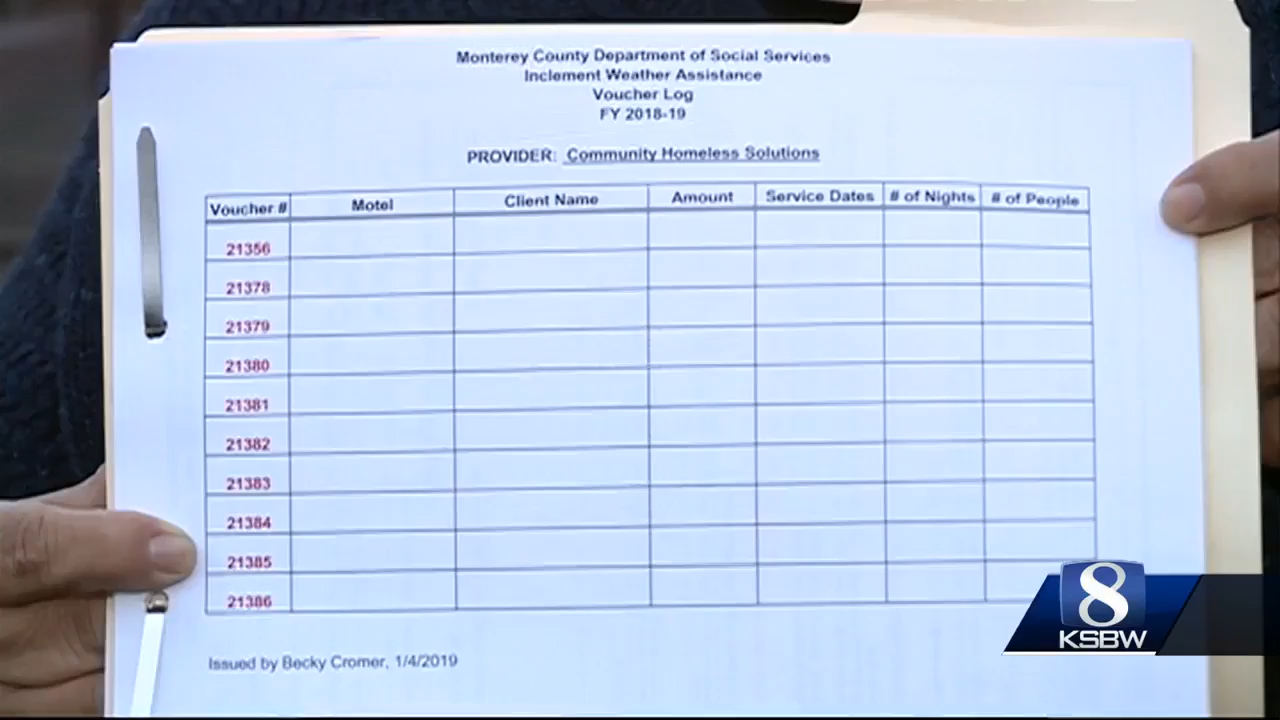 Monterey County Department of Social Services
Inclement Weather Assistance
Voucher Log
FY 2018-19
PROVIDER: Community Homeless Solutions
Voucher # Motel Client Name Amount Service Dates # of Nights # of People
21356
21378
21379
21380
21381
21382
21383
21384
21385
21386
Issued by Becky Cromer, 1/4/2019
8
KSBW